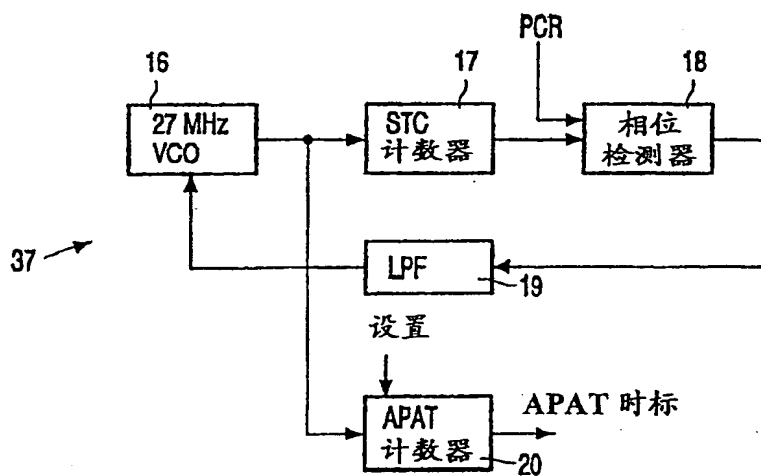 PCR
16
17
18
27 MHz
VCO
STC
计数器
相位
检测器
37
LPF
19
设置
APAT
计数器
APAT 时标
20